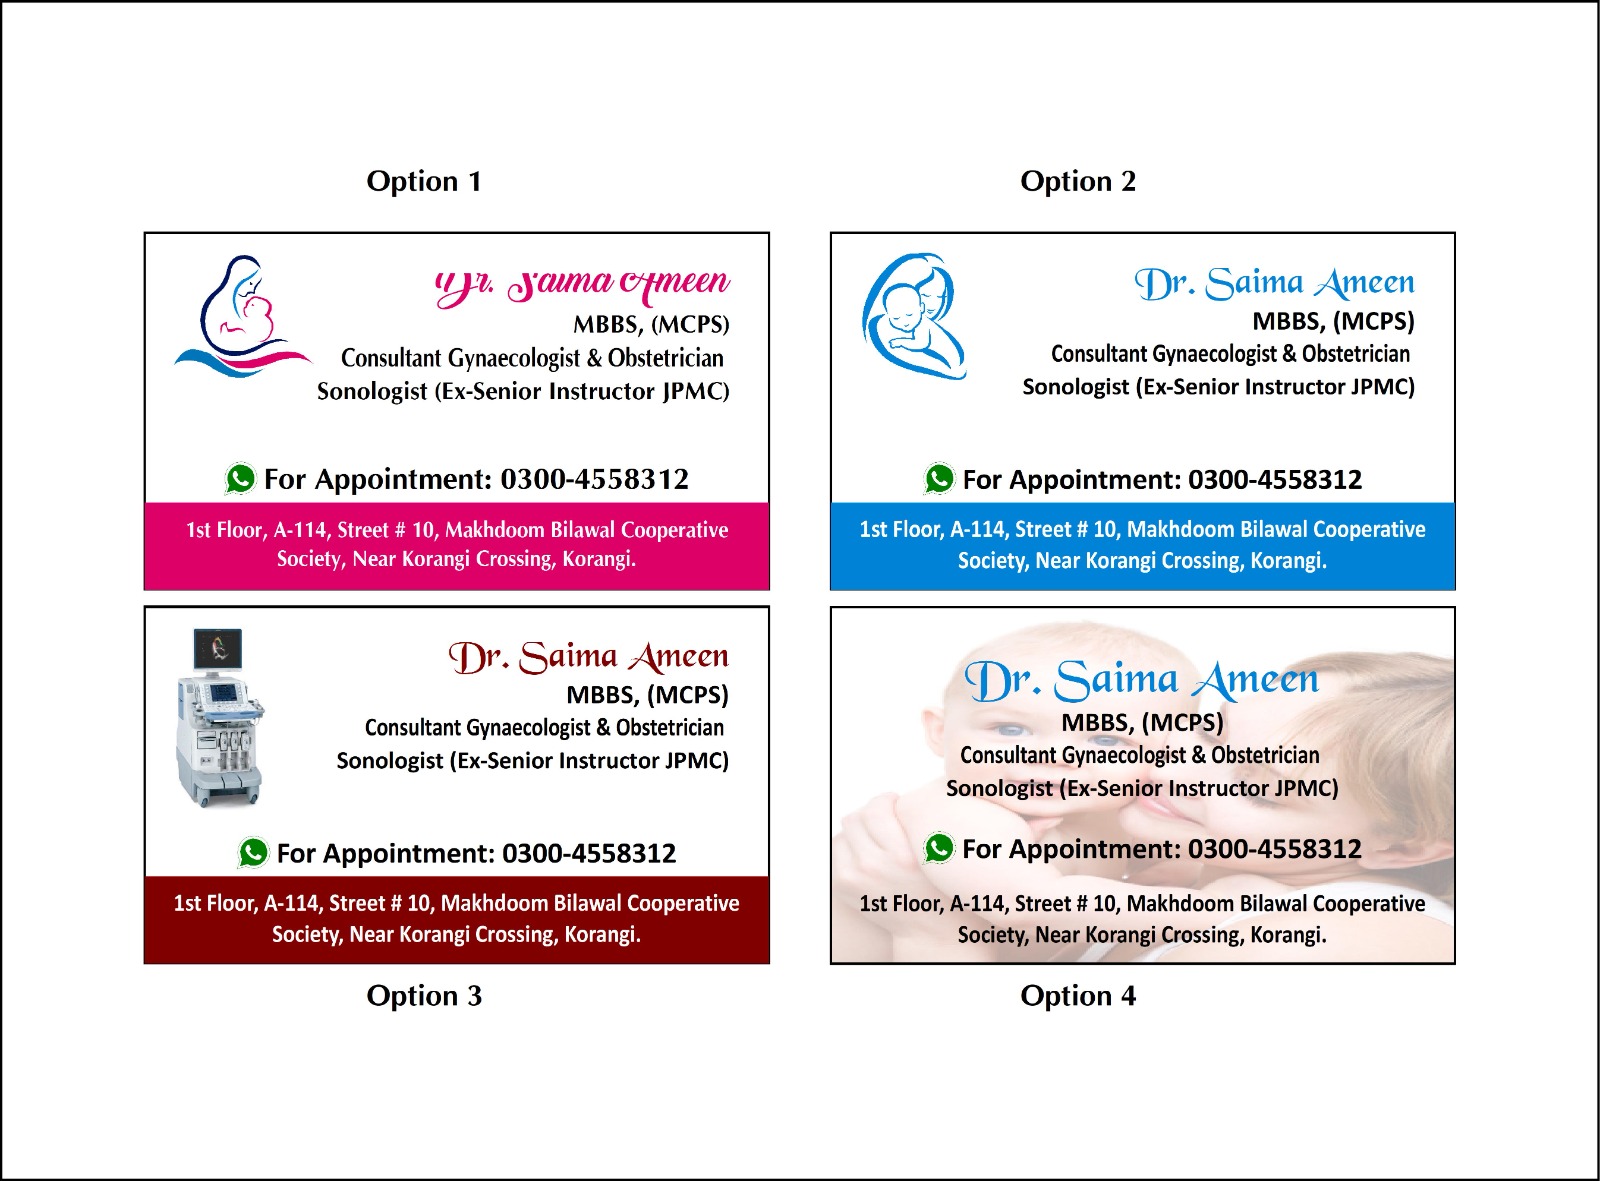 Option 1
Dr. Saima Ameen
MBBS, (MCPS)
Consultant Gynaecologist & Obstetrician
Sonologist (Ex-Senior Instructor JPMC)
For Appointment: 0300-4558312
1st Floor, A-114, Street # 10, Makhdoom Bilawal Cooperative
Society, Near Korangi Crossing, Korangi.
Option 2
Dr. Saima Ameen
MBBS, (MCPS)
Consultant Gynaecologist & Obstetrician
Sonologist (Ex-Senior Instructor JPMC)
For Appointment: 0300-4558312
1st Floor, A-114, Street # 10, Makhdoom Bilawal Cooperative
Society, Near Korangi Crossing, Korangi.
Dr. Saima Ameen
MBBS, (MCPS)
Consultant Gynaecologist & Obstetrician
Sonologist (Ex-Senior Instructor JPMC)
For Appointment: 0300-4558312
1st Floor, A-114, Street # 10, Makhdoom Bilawal Cooperative
Society, Near Korangi Crossing, Korangi.
Option 3
Dr. Saima Ameen
MBBS, (MCPS)
Consultant Gynaecologist & Obstetrician
Sonologist (Ex-Senior Instructor JPMC)
For Appointment: 0300-4558312
1st Floor, A-114, Street # 10, Makhdoom Bilawal Cooperative
Society, Near Korangi Crossing, Korangi.
Option 4